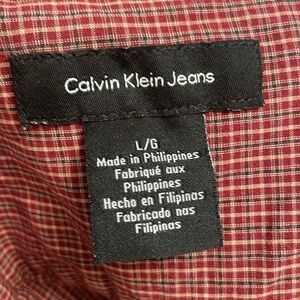 Calvin Klein Jeans
L/G
Made in Philippines
Fabriqué aux
Philippines
Hecho en Filipinas
Fabricado nas
Filipinas